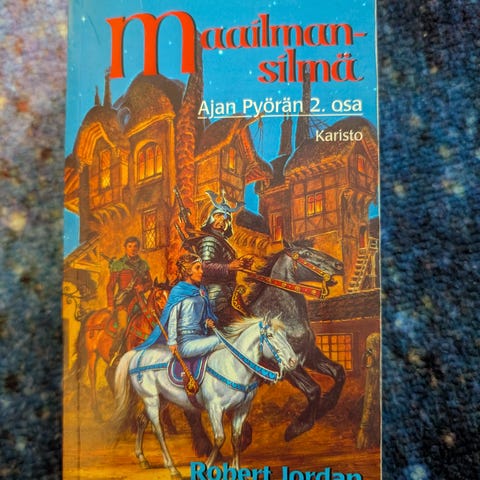 Maailman-
silmä
Ajan Pyörän 2. osa
Karisto
Robert Jordan